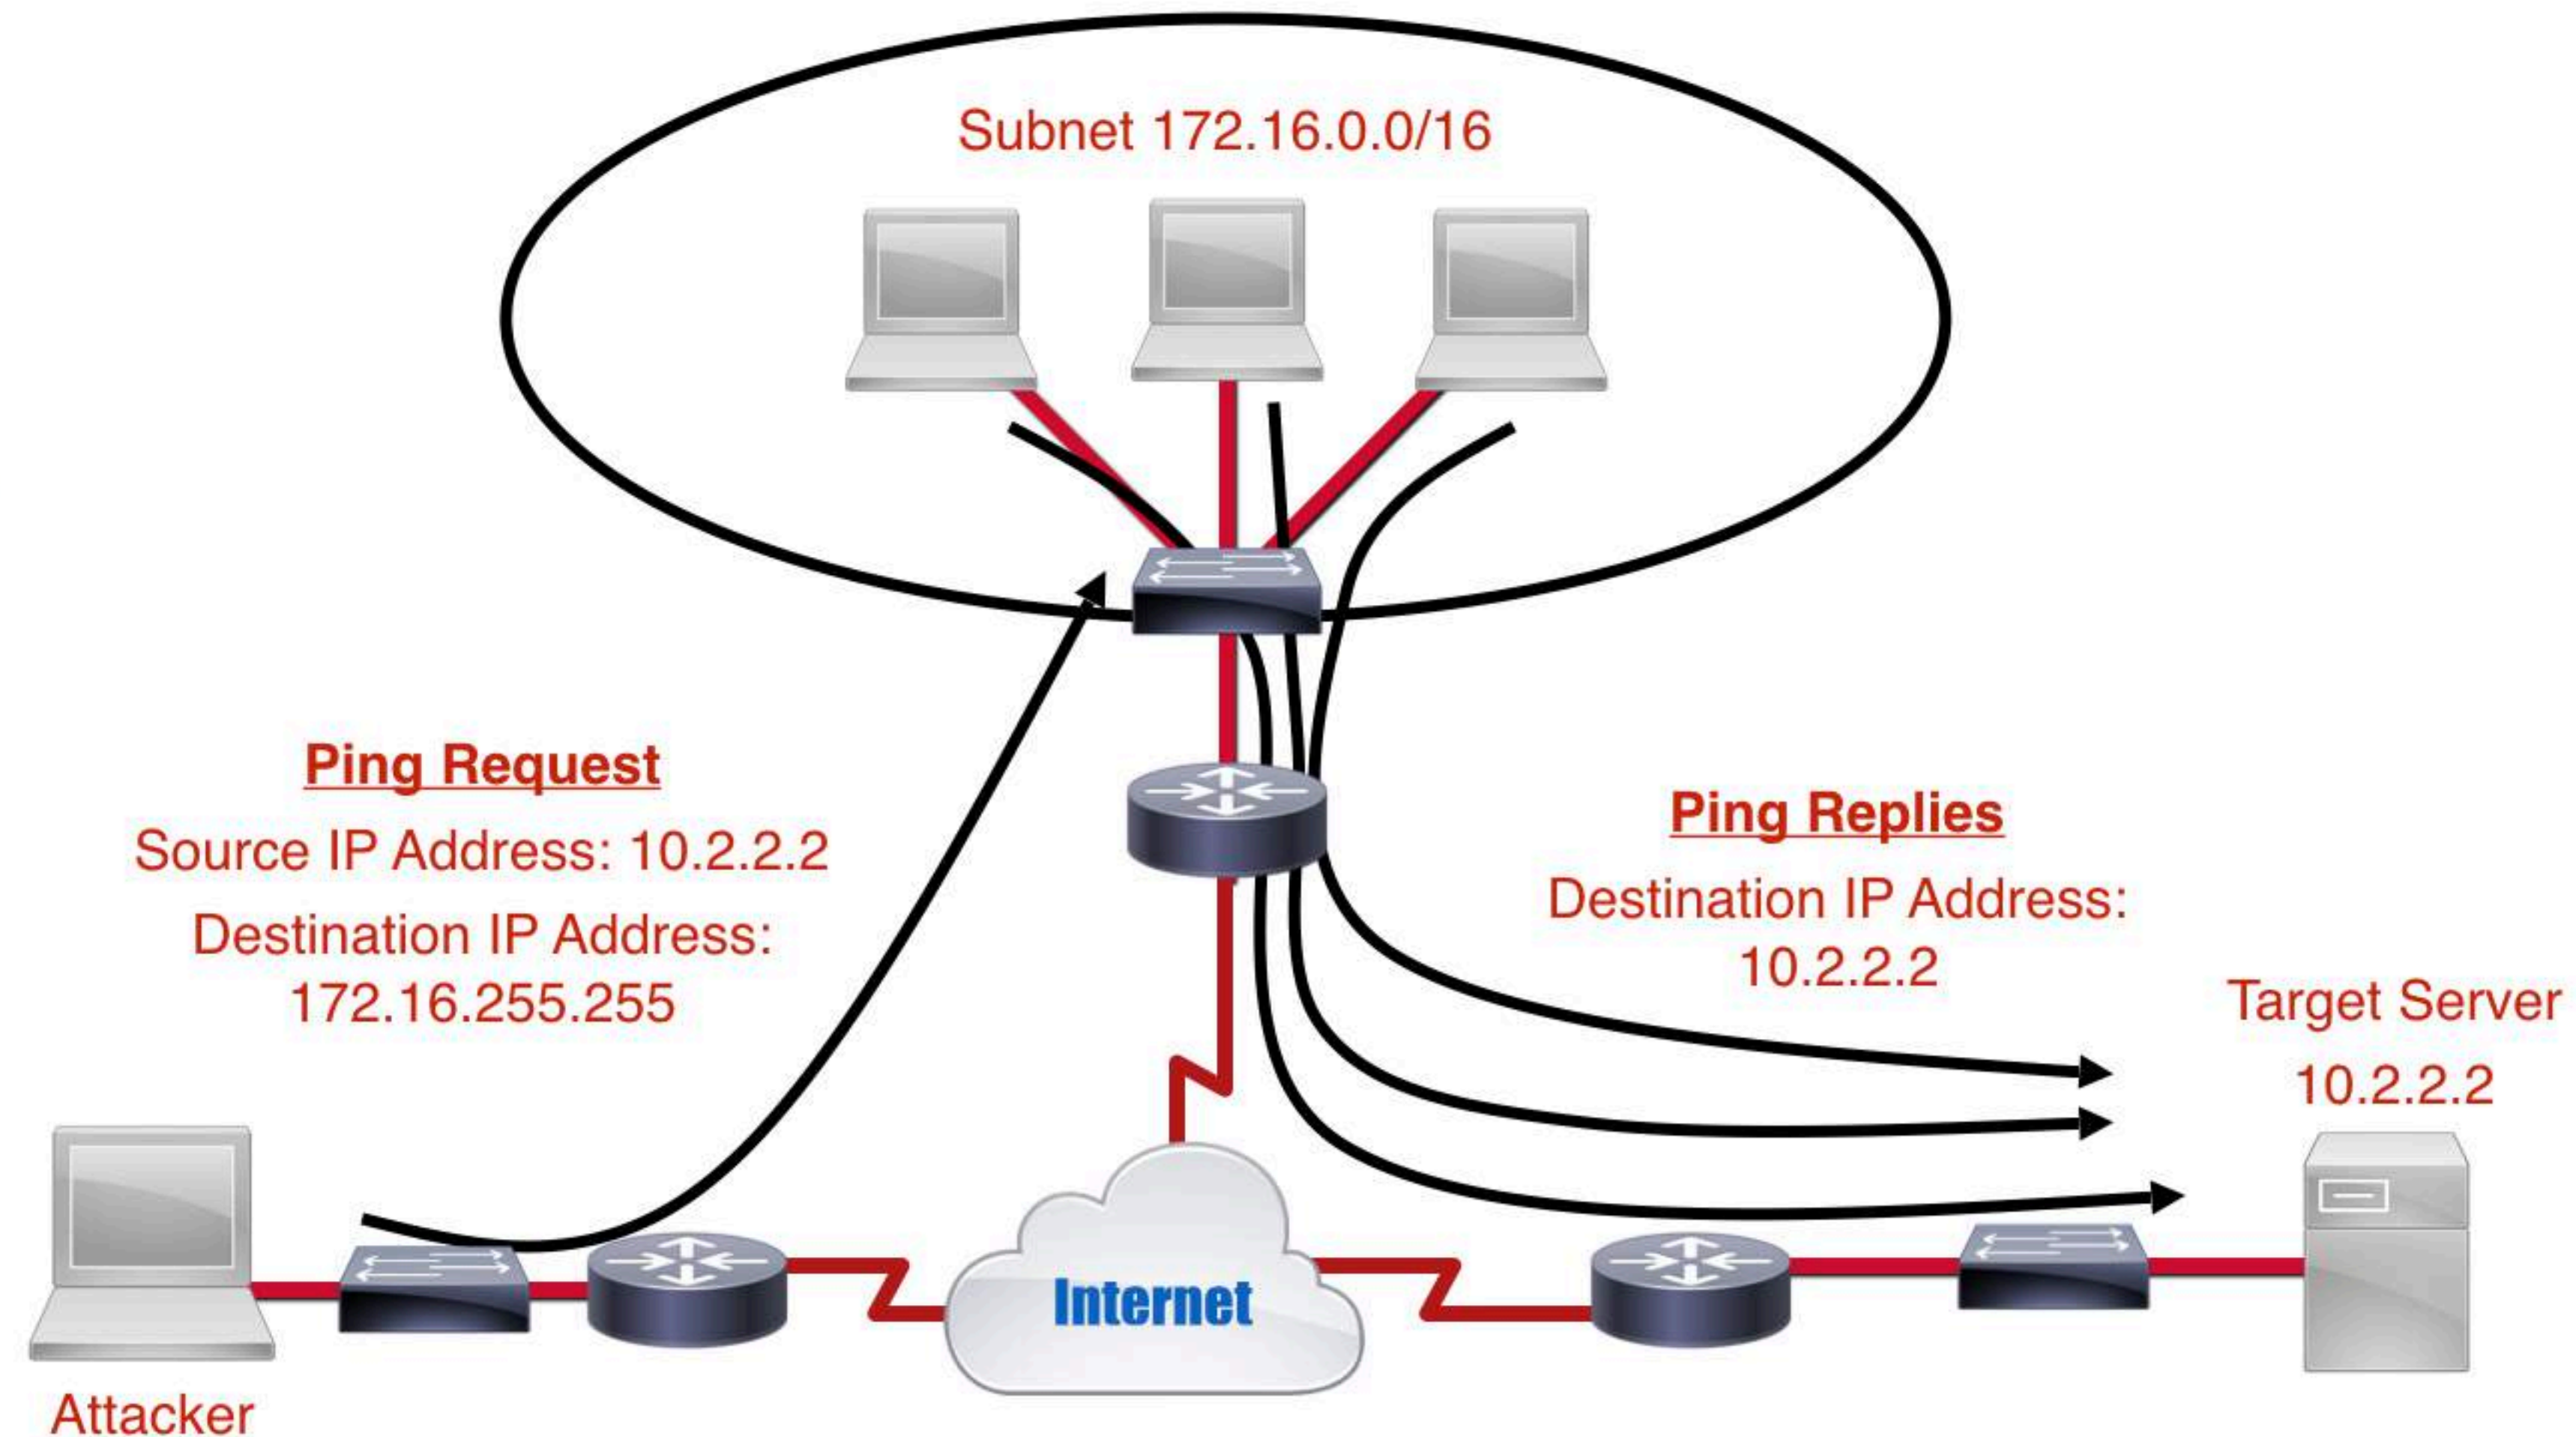 Subnet 172.16.0.0/16
Ping Request
Source IP Address: 10.2.2.2
Destination IP Address:
172.16.255.255
Ping Replies
Destination IP Address:
10.2.2.2
Target Server
10.2.2.2
Internet
Attacker